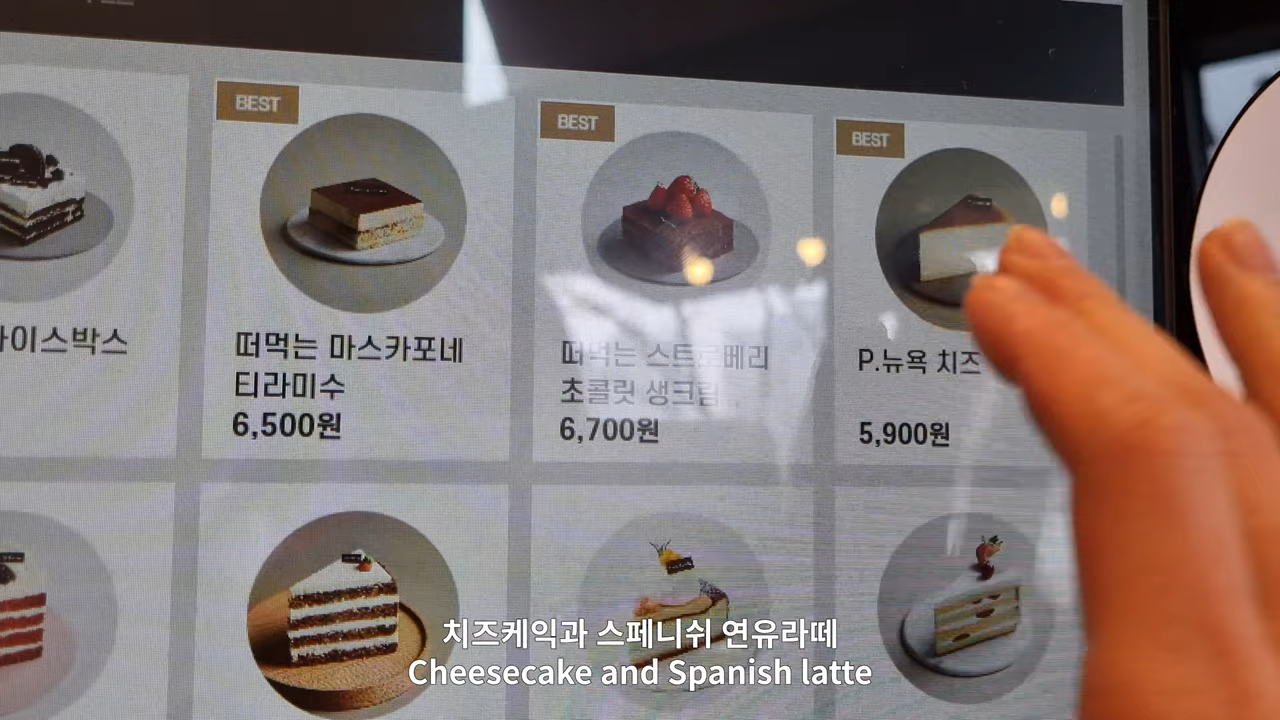 BEST
BEST
BEST
이스박스
떠먹는 마스카포네
티라미수
6,500원
떠먹는 스트로베리
초콜릿 생크림
6,700원
P.뉴욕 치즈
5,900원
치즈케익과 스페니쉬 연유라떼
Cheesecake and Spanish latte